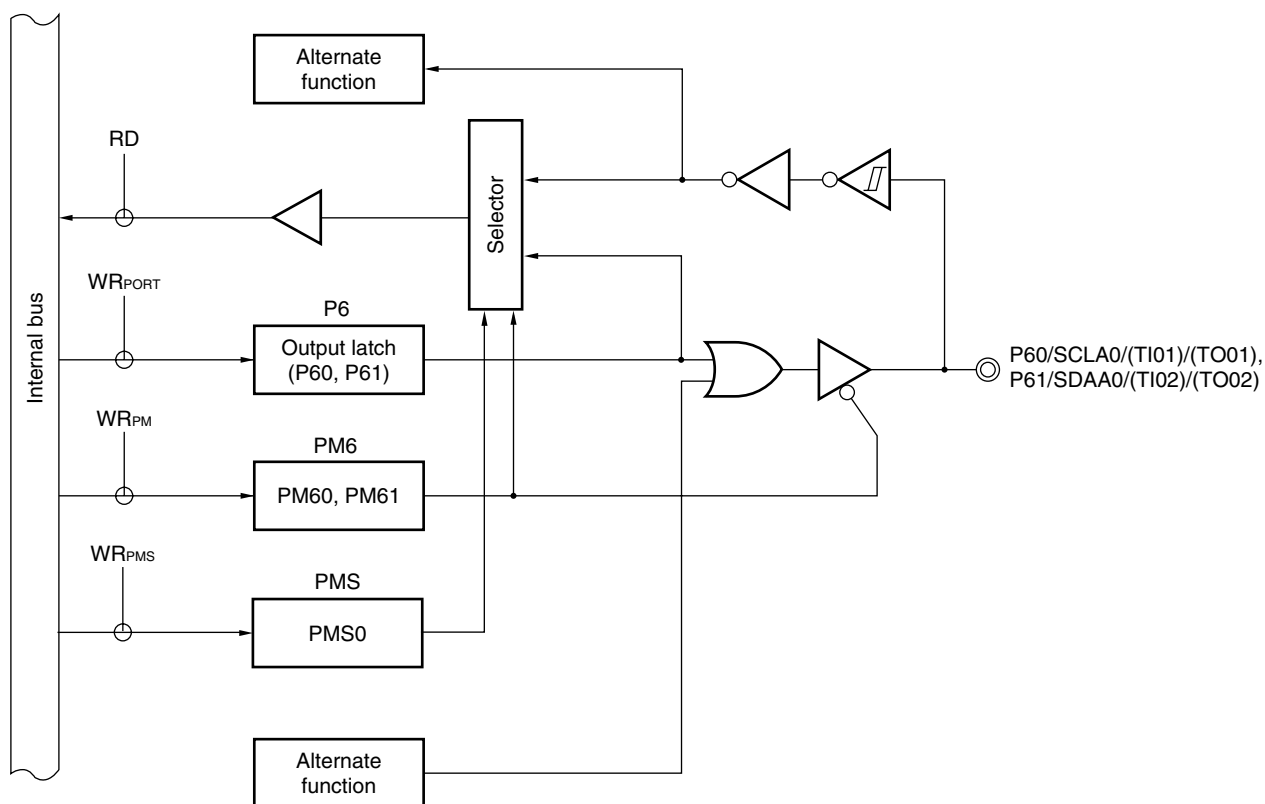 Alternate
function
RD
Selector
WRPORT
P6
Internal bus
Output latch
(P60, P61)
P60/SCLA0/(TI01)/(TO01),
P61/SDAA0/(TI02)/(TO02)
WRPM
PM6
PM60, PM61
WRPMS
PMS
PMS0
Alternate
function